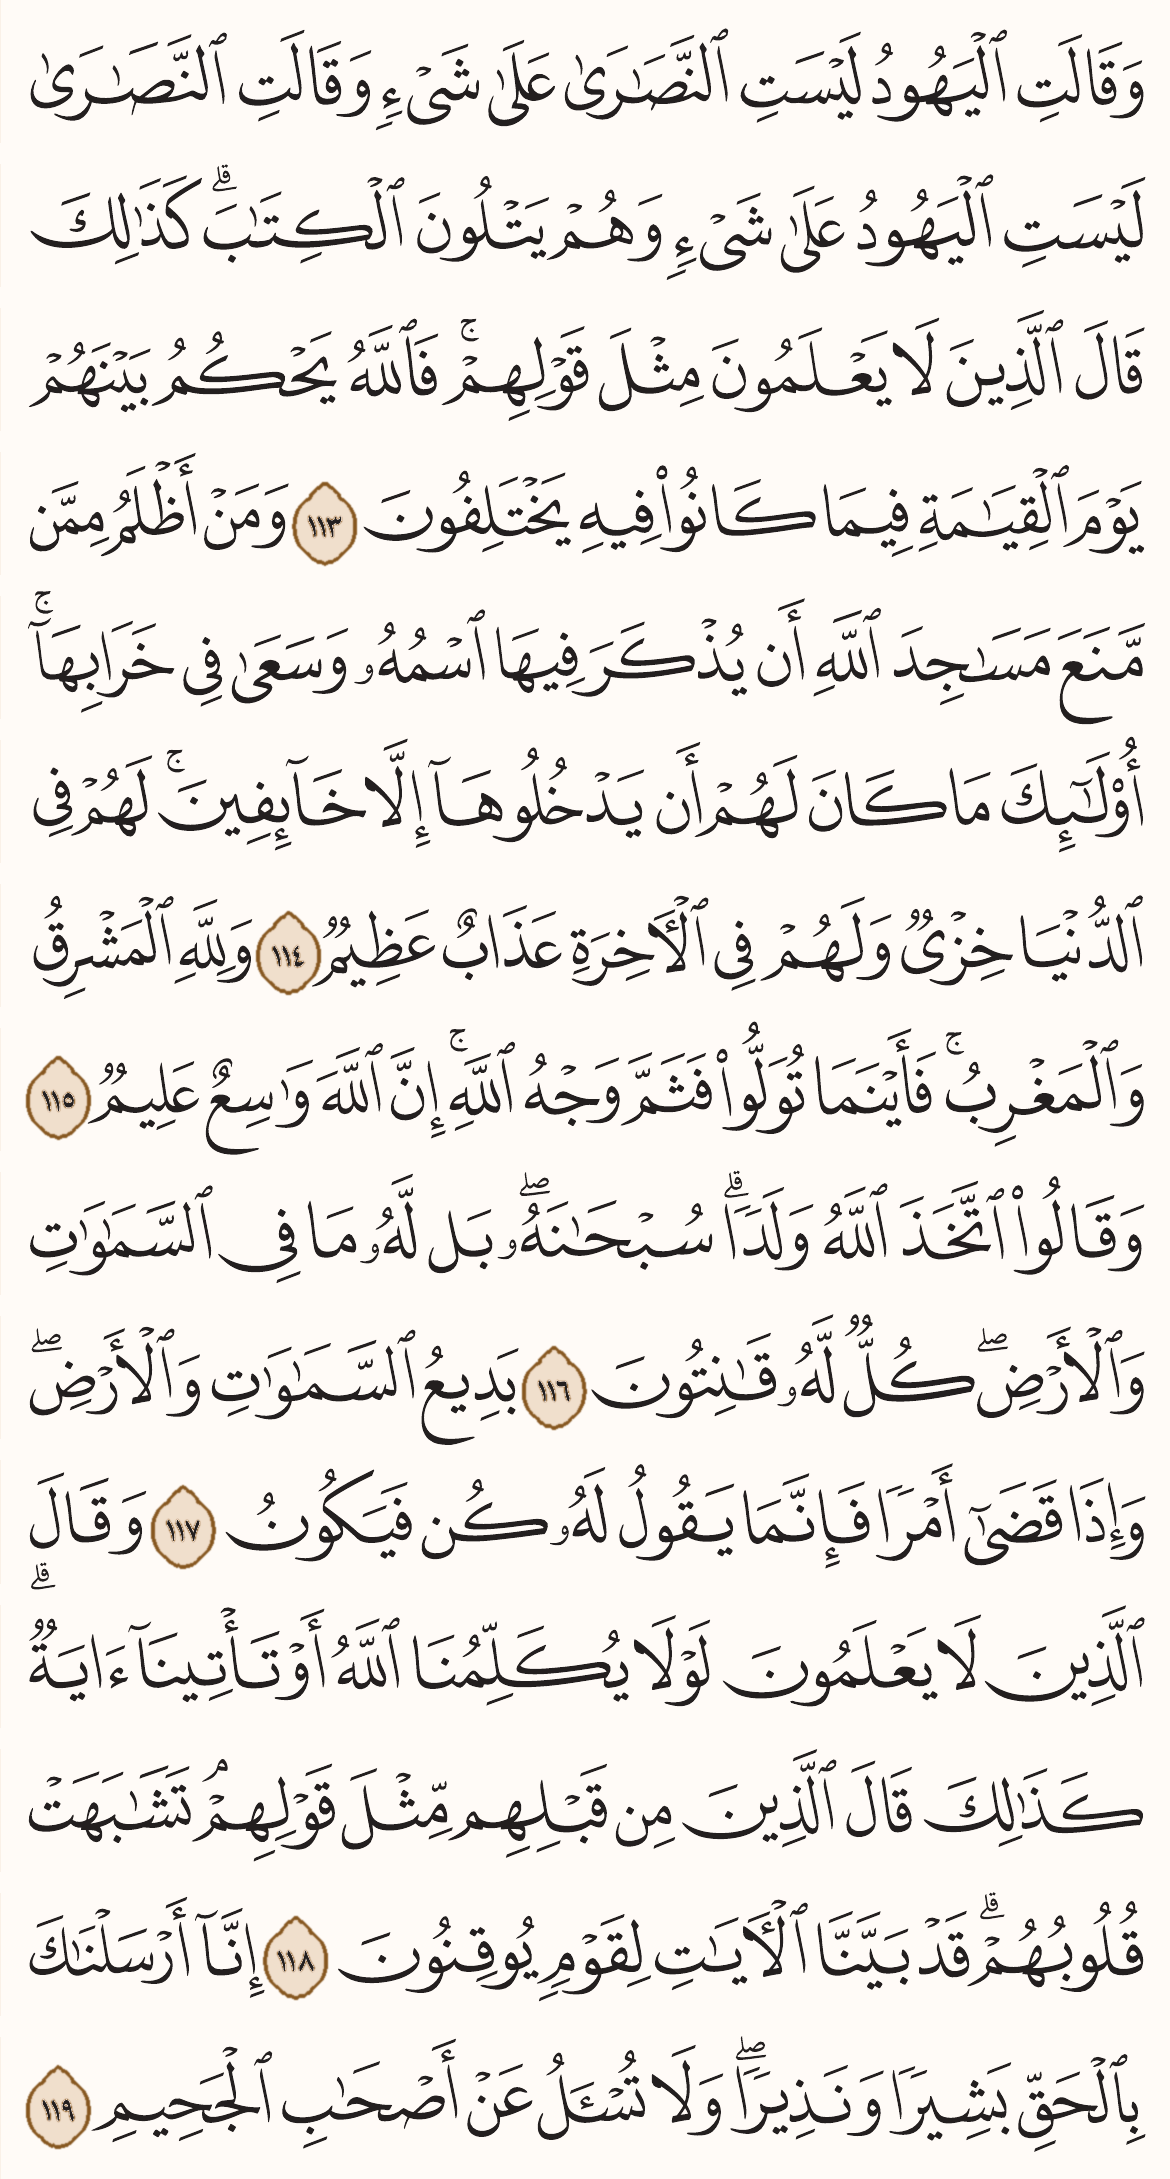 وَقَالَتِ ٱلۡيَهُودُ لَيۡسَتِ ٱلنَّصَٰرَىٰ عَلَىٰ شَىۡءٖ وَقَالَتِ ٱلنَّصَٰرَىٰ
لَيۡسَتِ ٱلۡيَهُودُ عَلَىٰ شَىۡءٖ وَهُمۡ يَتۡلُونَ ٱلۡكِتَٰبَۗ كَذَٰلِكَ
قَالَ ٱلَّذِينَ لَا يَعۡلَمُونَ مِثۡلَ قَوۡلِهِمۡۚ فَٱللَّهُ يَحۡكُمُ بَيۡنَهُمۡ
يَوۡمَ ٱلۡقِيَٰمَةِ فِيمَا كَانُواْ فِيهِ يَخۡتَلِفُونَ ١١٣ وَمَنۡ أَظۡلَمُ مِمَّن
مَّنَعَ مَسَٰجِدَ ٱللَّهِ أَن يُذۡكَرَ فِيهَا ٱسۡمُهُۥ وَسَعَىٰ فِى خَرَابِهَآۚ
أُوْلَٰٓئِكَ مَا كَانَ لَهُمۡ أَن يَدۡخُلُوهَآ إِلَّا خَآئِفِينَۚ لَهُمۡ فِى
ٱلدُّنۡيَا خِزۡىٞ وَلَهُمۡ فِى ٱلۡأٓخِرَةِ عَذَابٌ عَظِيمٞ ١١٤ وَلِلَّهِ ٱلۡمَشۡرِقُ
وَٱلۡمَغۡرِبُۚ فَأَيۡنَمَا تُوَلُّواْ فَثَمَّ وَجۡهُ ٱللَّهِۚ إِنَّ ٱللَّهَ وَٰسِعٌ عَلِيمٞ ١١٥
وَقَالُواْ ٱتَّخَذَ ٱللَّهُ وَلَدٗاۗ سُبۡحَٰنَهُۥۖ بَل لَّهُۥ مَا فِى ٱلسَّمَٰوَٰتِ
وَٱلۡأَرۡضِۖ كُلّٞ لَّهُۥ قَٰنِتُونَ ١١٦ بَدِيعُ ٱلسَّمَٰوَٰتِ وَٱلۡأَرۡضِۖ
وَإِذَا قَضَىٰٓ أَمۡرٗا فَإِنَّمَا يَقُولُ لَهُۥ كُن فَيَكُونُ ١١٧ وَقَالَ
ٱلَّذِينَ لَا يَعۡلَمُونَ لَوۡلَا يُكَلِّمُنَا ٱللَّهُ أَوۡ تَأۡتِينَآ ءَايَةٞۗ
كَذَٰلِكَ قَالَ ٱلَّذِينَ مِن قَبۡلِهِم مِّثۡلَ قَوۡلِهِمۡۘ تَشَٰبَهَتۡ
قُلُوبُهُمۡۗ قَدۡ بَيَّنَّا ٱلۡأٓيَٰتِ لِقَوۡمٖ يُوقِنُونَ ١١٨ إِنَّآ أَرۡسَلۡنَٰكَ
بِٱلۡحَقِّ بَشِيرٗا وَنَذِيرٗاۖ وَلَا تُسۡـَٔلُ عَنۡ أَصۡحَٰبِ ٱلۡجَحِيمِ ١١٩